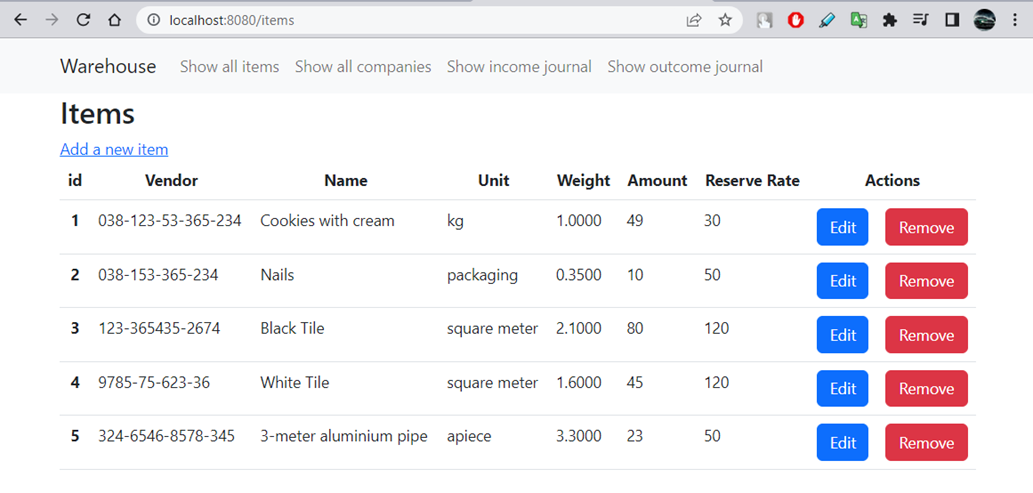 localhost:8080/items
Warehouse Show all items Show all companies Show income journal Show outcome journal
Items
Add a new item
id Vendor Name Unit Weight Amount Reserve Rate Actions
1 038-123-53-365-234 Cookies with cream kg 1.0000 49 30 Edit Remove
2 038-153-365-234 Nails packaging 0.3500 10 50 Edit Remove
3 123-365435-2674 Black Tile square meter 2.1000 80 120 Edit Remove
4 9785-75-623-36 White Tile square meter 1.6000 45 120 Edit Remove
5 324-6546-8578-345 3-meter aluminium pipe apiece 3.3000 23 50 Edit Remove